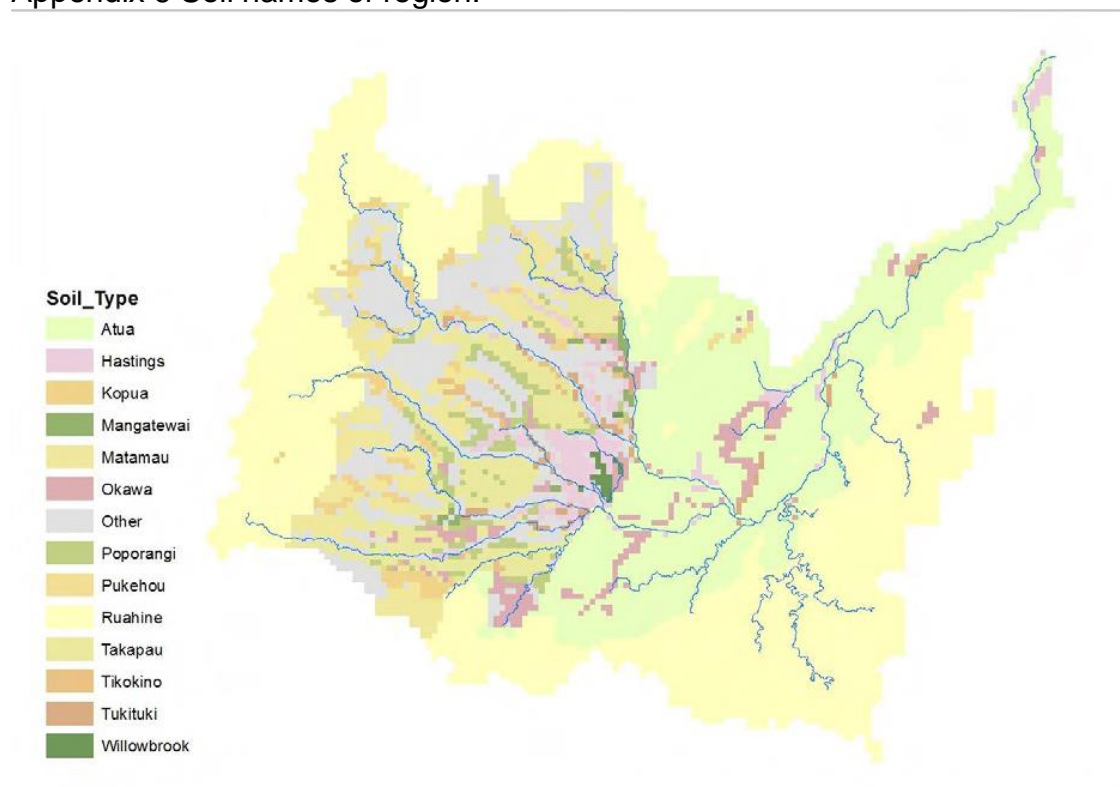 Appendix 3 Soil names of region.
Soil_Type
Atua
Hastings
Kopua
Mangatewai
Matamau
Okawa
Other
Poporangi
Pukehou
Ruahine
Takapau
Tikokino
Tukituki
Willowbrook